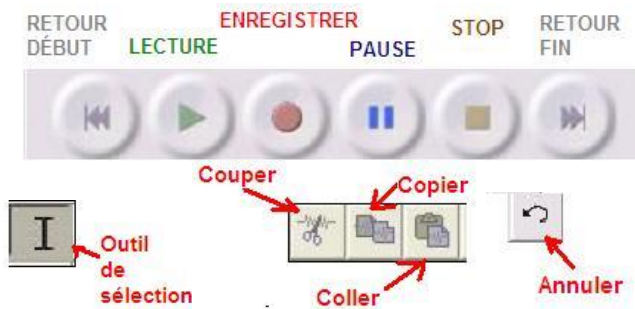 RETOUR
DÉBUT
LECTURE
ENREGISTRER
PAUSE
STOP
RETOUR
FIN
Couper
Copier
Outil
de
sélection
Coller
Annuler